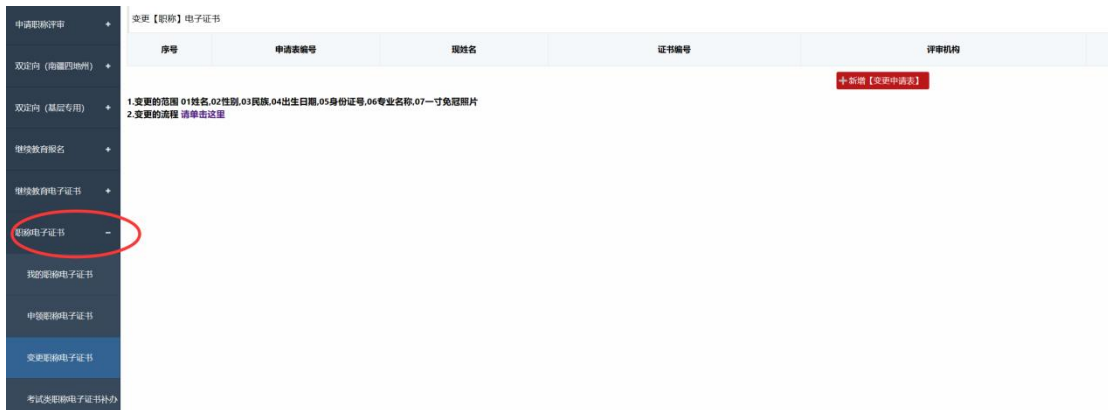 申请职称评审 +
双定向（南疆四地州） +
双定向（基层专用） +
继续教育报名 +
继续教育电子证书 +
职称电子证书 −
我的职称电子证书
申领职称电子证书
变更职称电子证书
考试类职称电子证书补办
变更【职称】电子证书
序号 申请表编号 现姓名 证书编号 评审机构
+新增【变更申请表】
1.变更的范围 01姓名,02性别,03民族,04出生日期,05身份证号,06专业名称,07一寸免冠照片
2.变更的流程 请单击这里